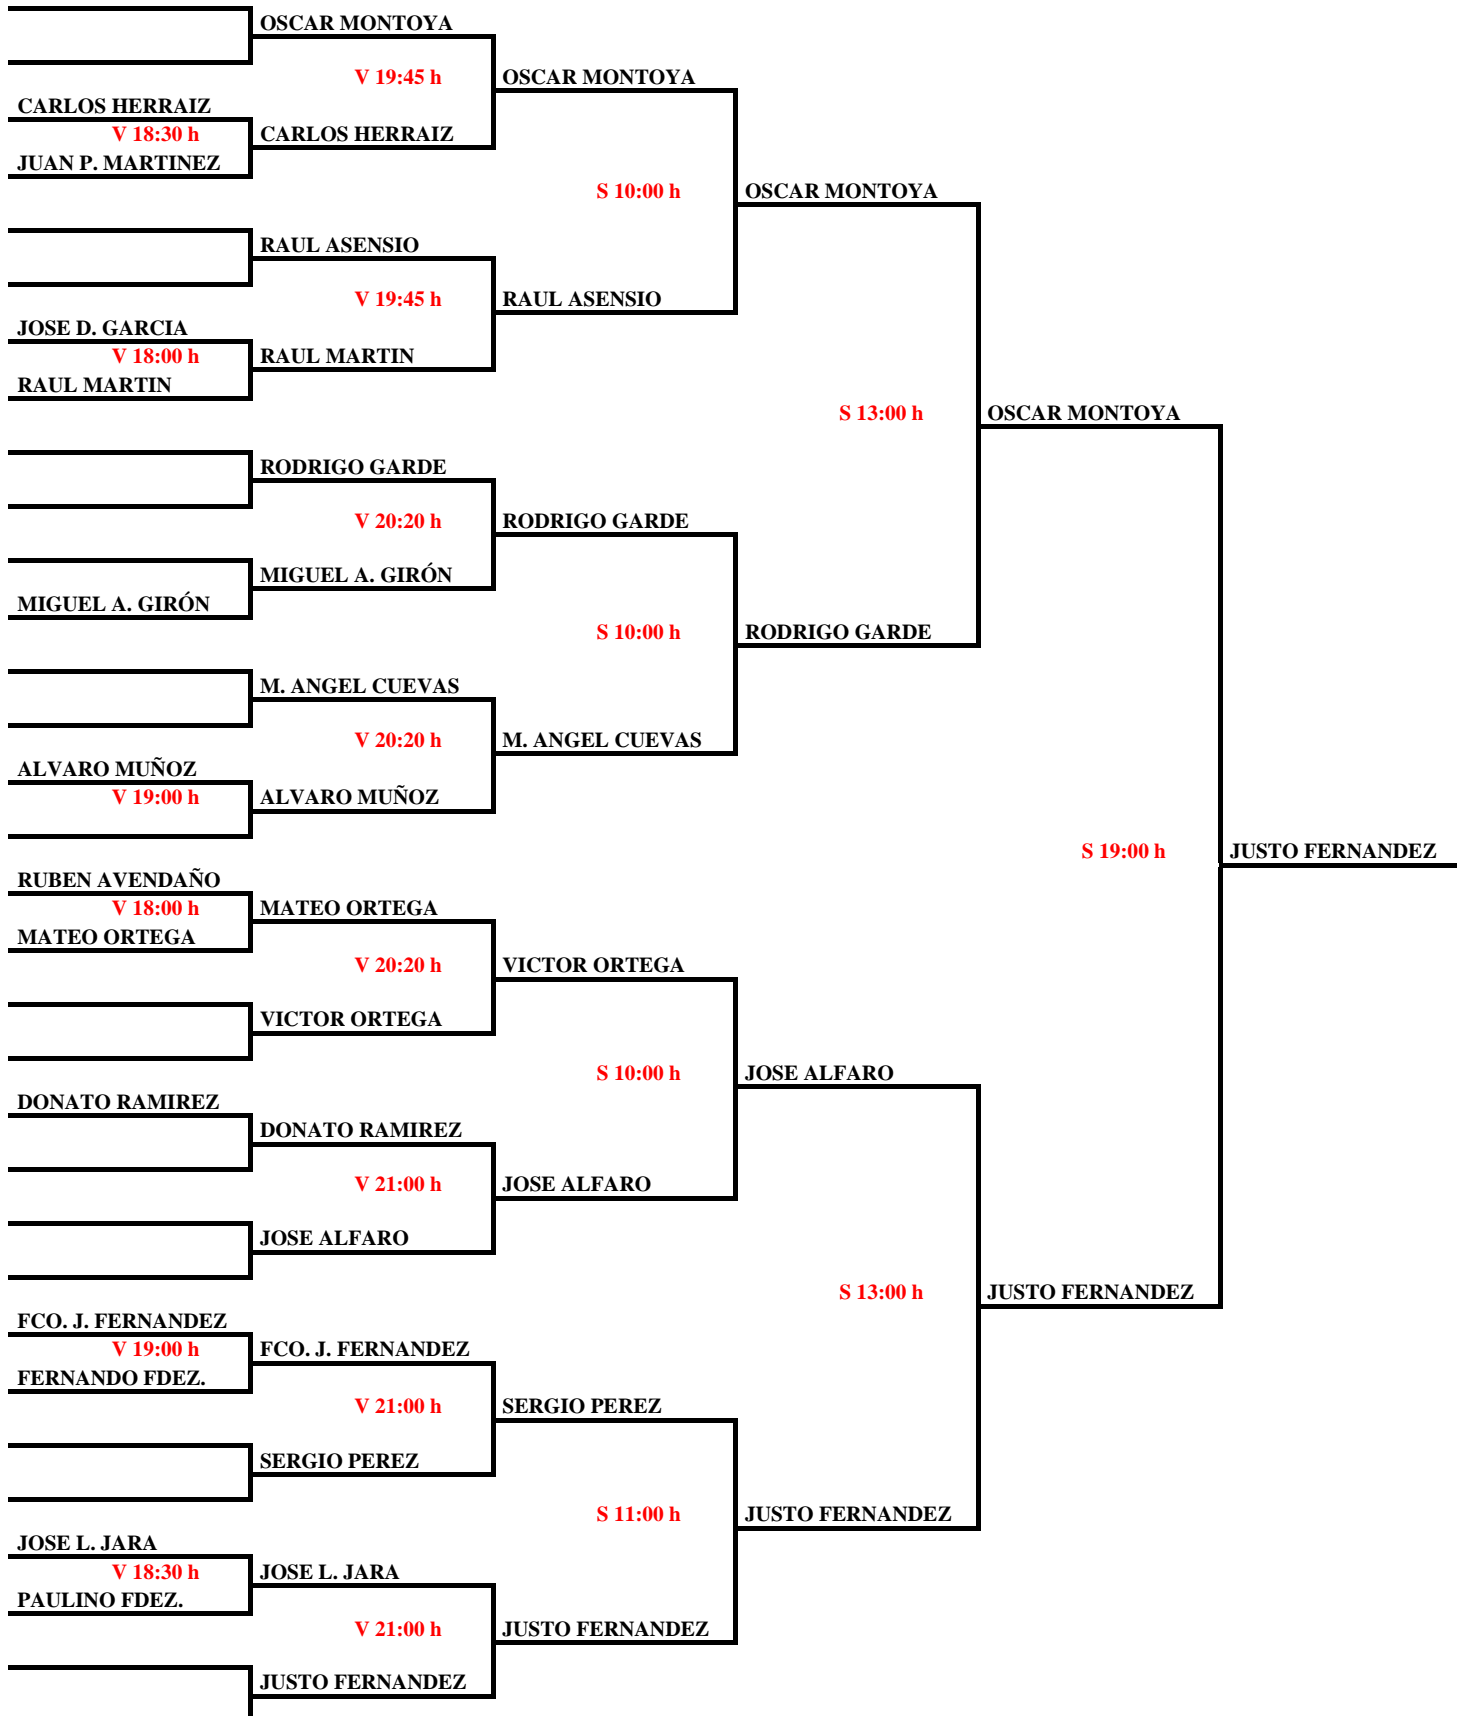 OSCAR MONTOYA
V 19:45 h
OSCAR MONTOYA
CARLOS HERRAIZ
V 18:30 h
CARLOS HERRAIZ
JUAN P. MARTINEZ
S 10:00 h
OSCAR MONTOYA
RAUL ASENSIO
V 19:45 h
RAUL ASENSIO
JOSE D. GARCIA
V 18:00 h
RAUL MARTIN
RAUL MARTIN
S 13:00 h
OSCAR MONTOYA
RODRIGO GARDE
V 20:20 h
RODRIGO GARDE
MIGUEL A. GIRÓN
MIGUEL A. GIRÓN
S 10:00 h
RODRIGO GARDE
M. ANGEL CUEVAS
V 20:20 h
M. ANGEL CUEVAS
ALVARO MUÑOZ
V 19:00 h
ALVARO MUÑOZ
S 19:00 h
JUSTO FERNANDEZ
RUBEN AVENDAÑO
V 18:00 h
MATEO ORTEGA
MATEO ORTEGA
V 20:20 h
VICTOR ORTEGA
VICTOR ORTEGA
S 10:00 h
JOSE ALFARO
DONATO RAMIREZ
DONATO RAMIREZ
V 21:00 h
JOSE ALFARO
JOSE ALFARO
S 13:00 h
JUSTO FERNANDEZ
FCO. J. FERNANDEZ
V 19:00 h
FCO. J. FERNANDEZ
FERNANDO FDEZ.
V 21:00 h
SERGIO PEREZ
SERGIO PEREZ
S 11:00 h
JUSTO FERNANDEZ
JOSE L. JARA
V 18:30 h
JOSE L. JARA
PAULINO FDEZ.
V 21:00 h
JUSTO FERNANDEZ
JUSTO FERNANDEZ